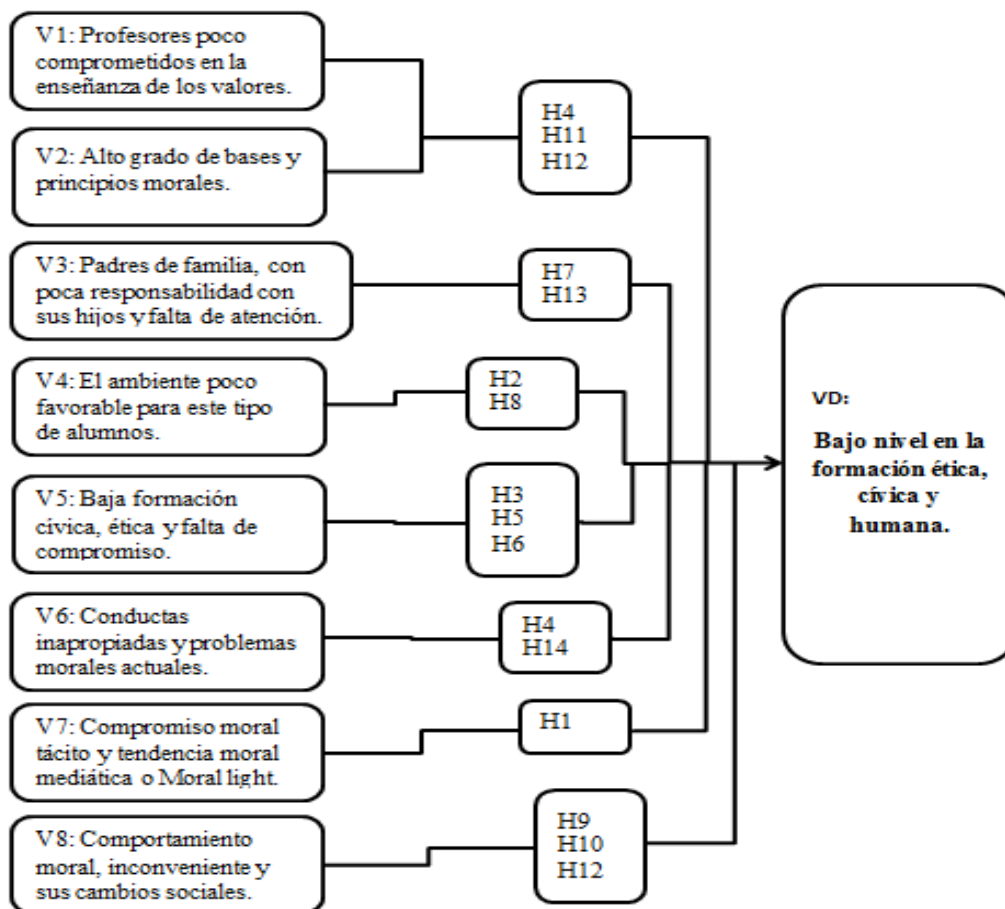 V1: Profesores poco
comprometidos en la
enseñanza de los valores.
V2: Alto grado de bases y
principios morales.
H4
H11
H12
V3: Padres de familia, con
poca responsabilidad con
sus hijos y falta de atención.
H7
H13
V4: El ambiente poco
favorable para este tipo
de alumnos.
H2
H8
V5: Baja formación
cívica, ética y falta de
compromiso.
H3
H5
H6
V6: Conductas
inapropiadas y problemas
morales actuales.
H4
H14
V7: Compromiso moral
tácito y tendencia moral
mediática o Moral light.
H1
V8: Comportamiento
moral, inconveniente y
sus cambios sociales.
H9
H10
H12
VD:
Bajo nivel en la
formación ética,
cívica y
humana.